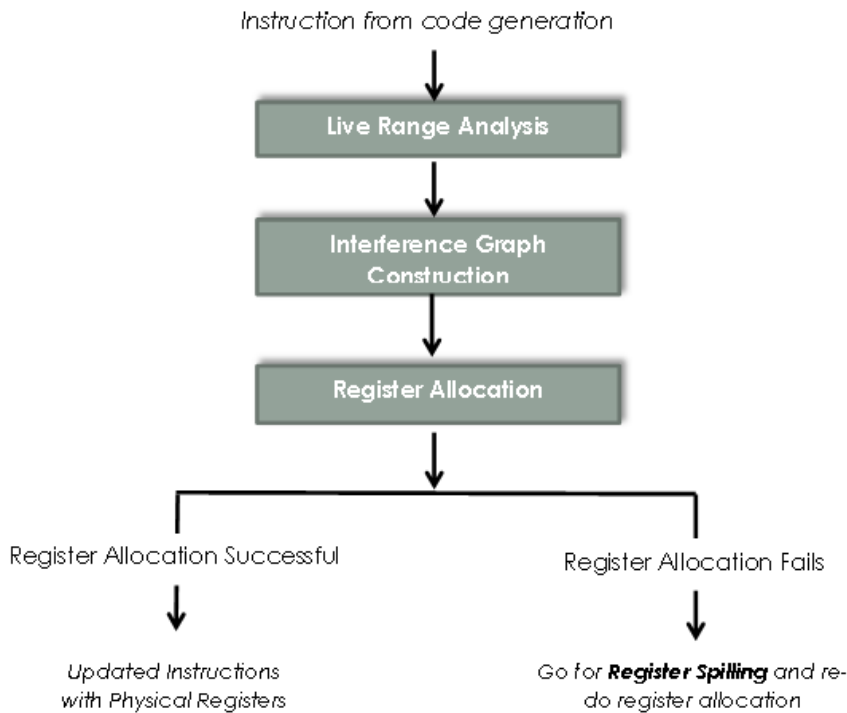 Instruction from code generation
Live Range Analysis
Interference Graph
Construction
Register Allocation
Register Allocation Successful
Register Allocation Fails
Updated Instructions
with Physical Registers
Go for Register Spilling and re-
do register allocation